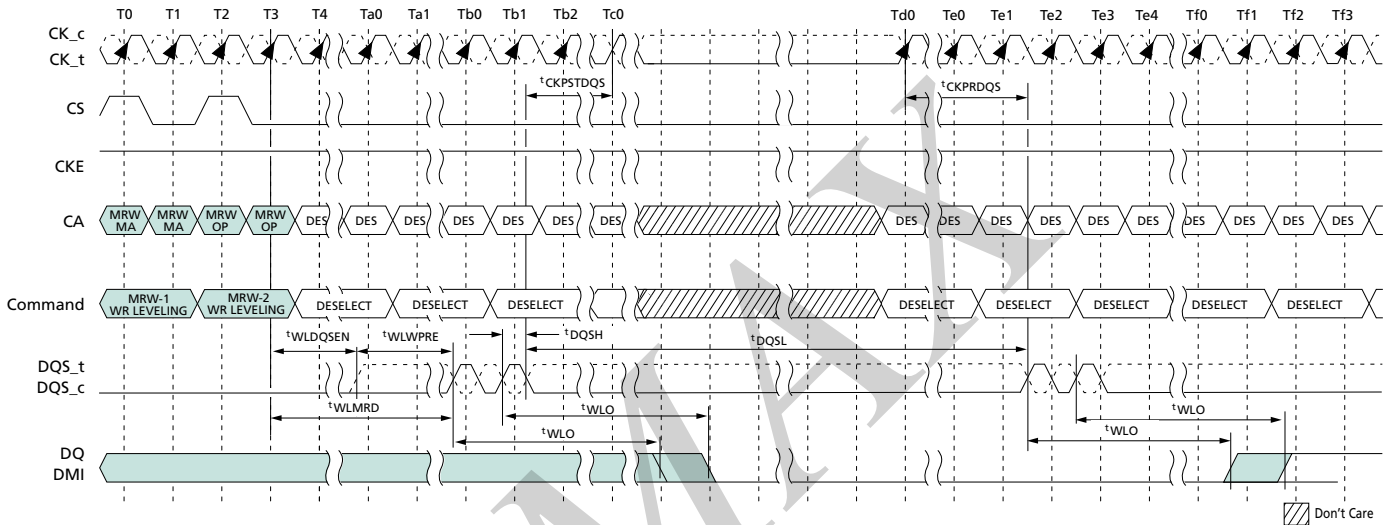 T0 T1 T2 T3 T4 Ta0 Ta1 Tb0 Tb1 Tb2 Tc0 Td0 Te0 Te1 Te2 Te3 Te4 Tf0 Tf1 Tf2 Tf3
CK_c
CK_t
tCKPSTDQS tCKPRDQS
CS
CKE
CA
MRW MA MRW MA MRW OP MRW OP DES DES DES DES DES DES DES DES DES DES DES DES DES DES DES DES DES
Command
MRW-1 WR LEVELING MRW-2 WR LEVELING DESELECT DESELECT DESELECT DESELECT DESELECT DESELECT DESELECT DESELECT
tWLDQSEN tWLWPRE tDQSH tDQSL
DQS_t
DQS_c
tWLMRD tWLO tWLO
tWLO tWLO
DQ
DMI
Don't Care
MAX